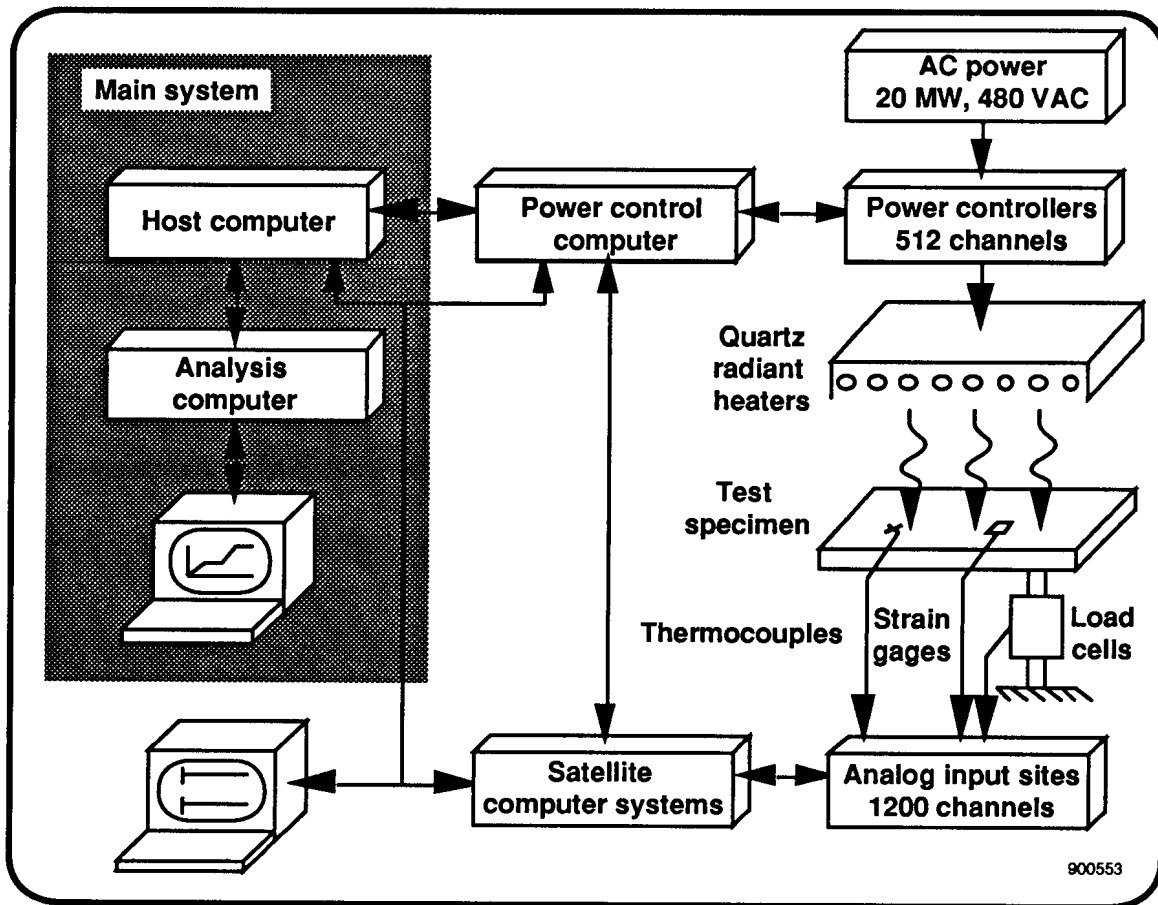 Main system
AC power
20 MW, 480 VAC
Host computer
Power control
computer
Power controllers
512 channels
Analysis
computer
Quartz
radiant
heaters
Test
specimen
Thermocouples
Strain
gages
Load
cells
Satellite
computer systems
Analog input sites
1200 channels
900553